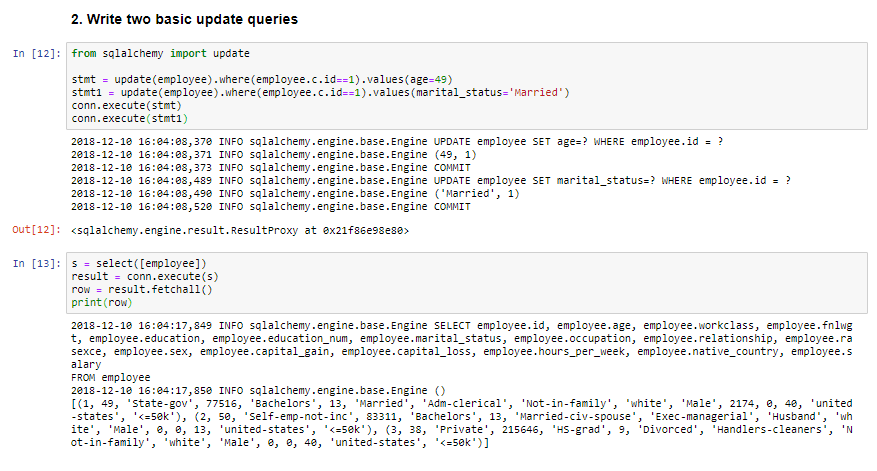 2. Write two basic update queries
In [12]: from sqlalchemy import update
stmt = update(employee).where(employee.c.id==1).values(age=49)
stmt1 = update(employee).where(employee.c.id==1).values(marital_status='Married')
conn.execute(stmt)
conn.execute(stmt1)
2018-12-10 16:04:08,370 INFO sqlalchemy.engine.base.Engine UPDATE employee SET age=? WHERE employee.id = ?
2018-12-10 16:04:08,371 INFO sqlalchemy.engine.base.Engine (49, 1)
2018-12-10 16:04:08,373 INFO sqlalchemy.engine.base.Engine COMMIT
2018-12-10 16:04:08,489 INFO sqlalchemy.engine.base.Engine UPDATE employee SET marital_status=? WHERE employee.id = ?
2018-12-10 16:04:08,490 INFO sqlalchemy.engine.base.Engine ('Married', 1)
2018-12-10 16:04:08,520 INFO sqlalchemy.engine.base.Engine COMMIT
Out[12]: <sqlalchemy.engine.result.ResultProxy at 0x21f86e98e80>
In [13]: s = select([employee])
result = conn.execute(s)
row = result.fetchall()
print(row)
2018-12-10 16:04:17,849 INFO sqlalchemy.engine.base.Engine SELECT employee.id, employee.age, employee.workclass, employee.fnlwg
t, employee.education, employee.education_num, employee.marital_status, employee.occupation, employee.relationship, employee.ra
sexce, employee.sex, employee.capital_gain, employee.capital_loss, employee.hours_per_week, employee.native_country, employee.s
alary
FROM employee
2018-12-10 16:04:17,850 INFO sqlalchemy.engine.base.Engine ()
[(1, 49, 'State-gov', 77516, 'Bachelors', 13, 'Married', 'Adm-clerical', 'Not-in-family', 'white', 'Male', 2174, 0, 40, 'united
-states', '<=50k'), (2, 50, 'Self-emp-not-inc', 83311, 'Bachelors', 13, 'Married-civ-spouse', 'Exec-managerial', 'Husband', 'wh
ite', 'Male', 0, 0, 13, 'united-states', '<=50k'), (3, 38, 'Private', 215646, 'HS-grad', 9, 'Divorced', 'Handlers-cleaners', 'N
ot-in-family', 'white', 'Male', 0, 0, 40, 'united-states', '<=50k')]